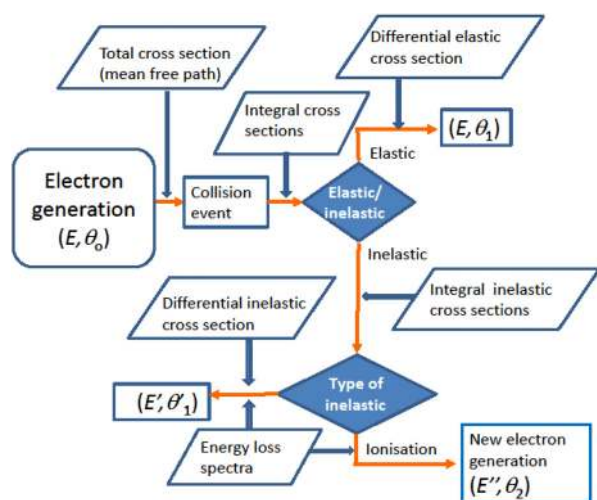 Total cross section
(mean free path)
Differential elastic
cross section
Integral cross
sections
(E, θ₁)
Elastic
Electron
generation
(E, θₒ)
Collision
event
Elastic/
inelastic
Inelastic
Differential inelastic
cross section
Integral inelastic
cross sections
Type of
inelastic
(E', θ'₁)
Energy loss
spectra
Ionisation
New electron
generation
(E'', θ₂)